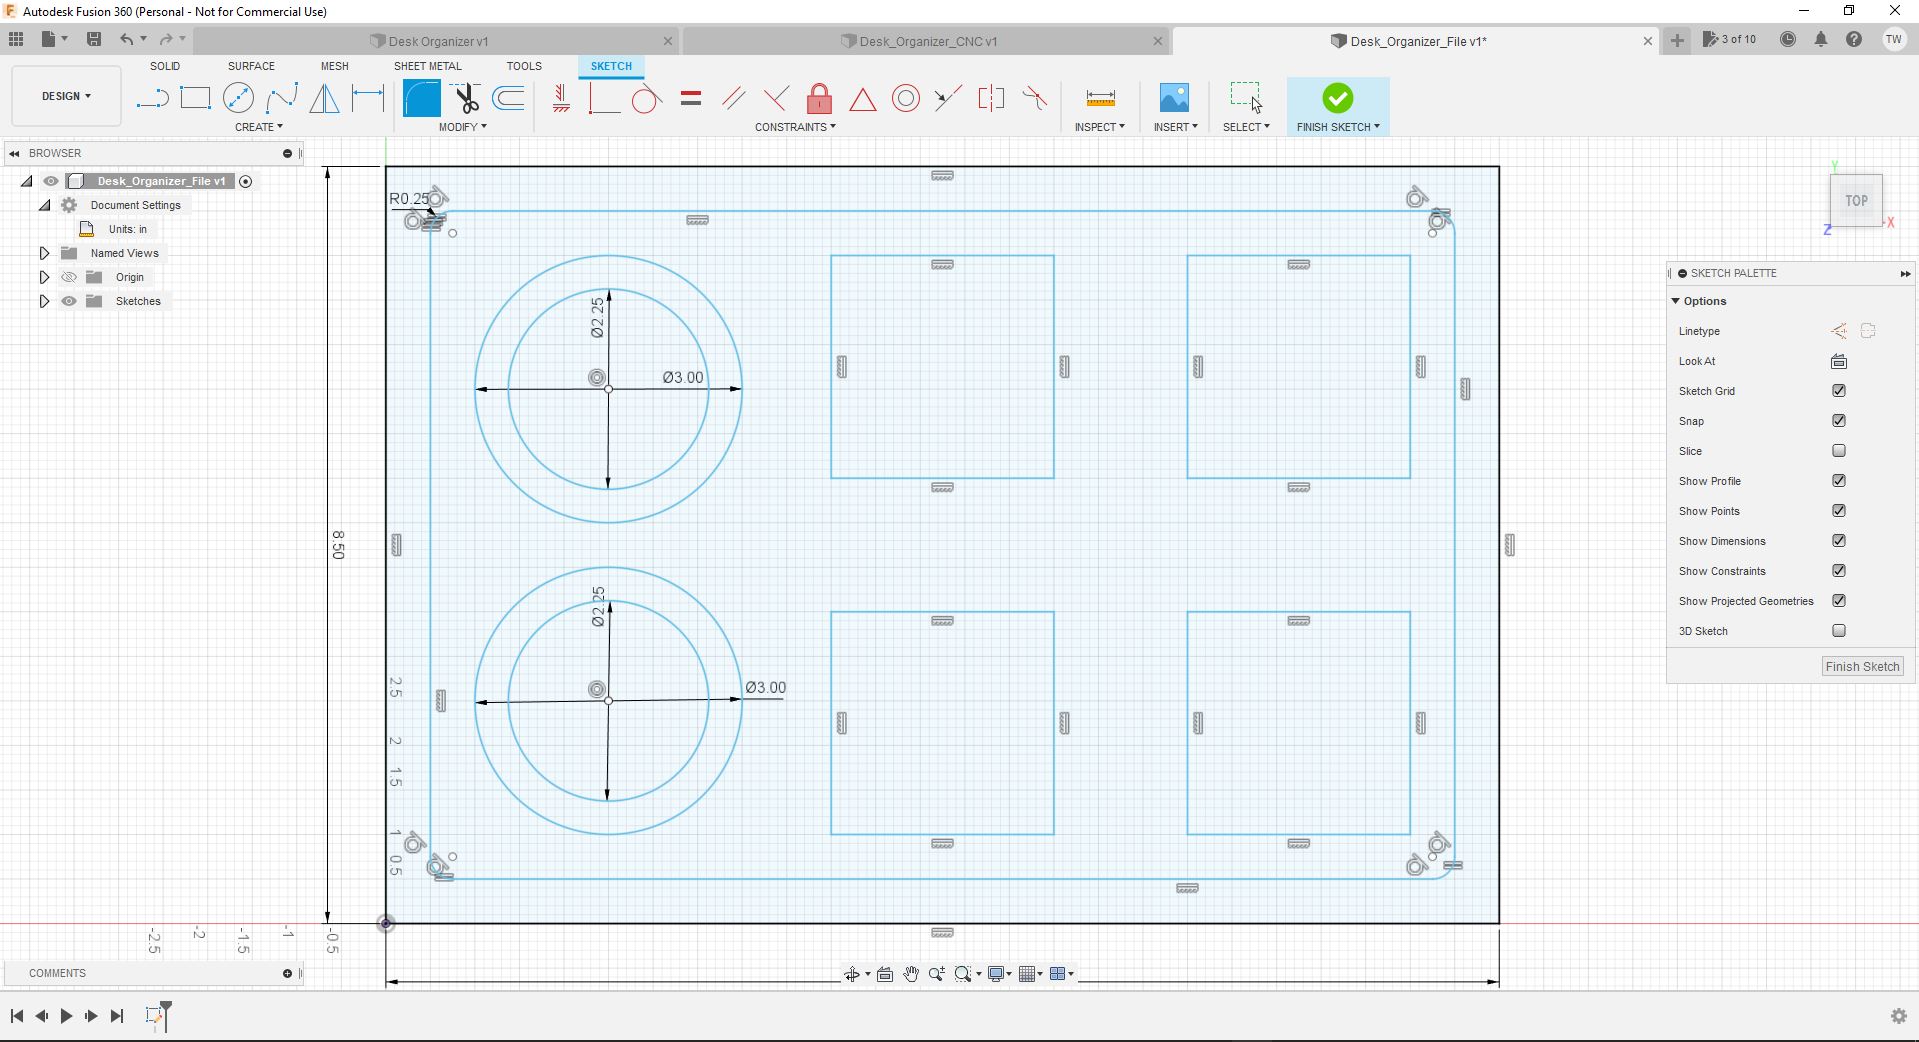 Autodesk Fusion 360 (Personal - Not for Commercial Use)
Desk Organizer v1
Desk_Organizer_CNC v1
Desk_Organizer_File v1*
3 of 10
TW
DESIGN
SOLID
SURFACE
MESH
SHEET METAL
TOOLS
SKETCH
CREATE
MODIFY
CONSTRAINTS
INSPECT
INSERT
SELECT
FINISH SKETCH
BROWSER
Desk_Organizer_File v1
Document Settings
Units: in
Named Views
Origin
Sketches
R0.25
Ø2.25
Ø3.00
8.50
Ø2.25
Ø3.00
2.5
2
1.5
1
0.5
-2.5
-2
-1.5
-1
-0.5
Y
TOP
Z
X
SKETCH PALETTE
Options
Linetype
Look At
Sketch Grid
Snap
Slice
Show Profile
Show Points
Show Dimensions
Show Constraints
Show Projected Geometries
3D Sketch
Finish Sketch
COMMENTS